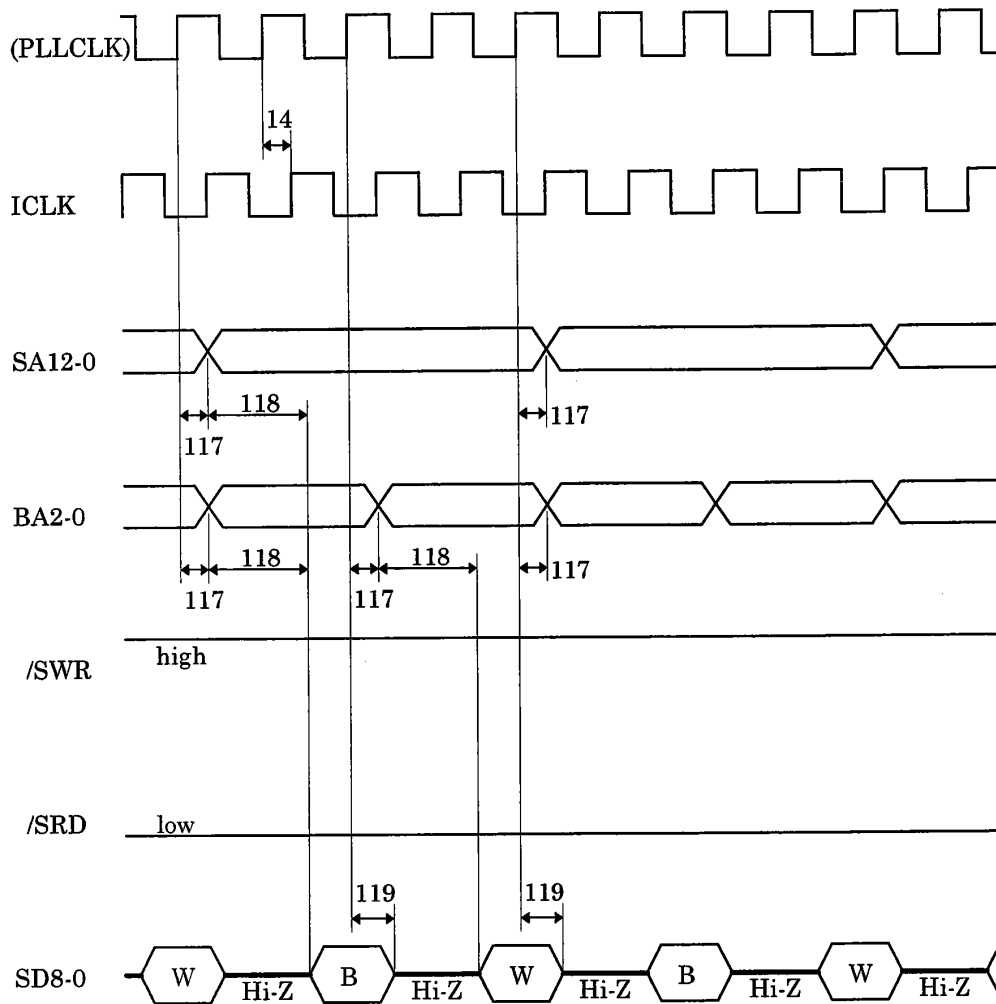 (PLLCLK)
14
ICLK
SA12-0
118
117
117
BA2-0
118
118
117
117
117
high
/SWR
/SRD
low
119
119
SD8-0
W
Hi-Z
B
Hi-Z
W
Hi-Z
B
Hi-Z
W
Hi-Z